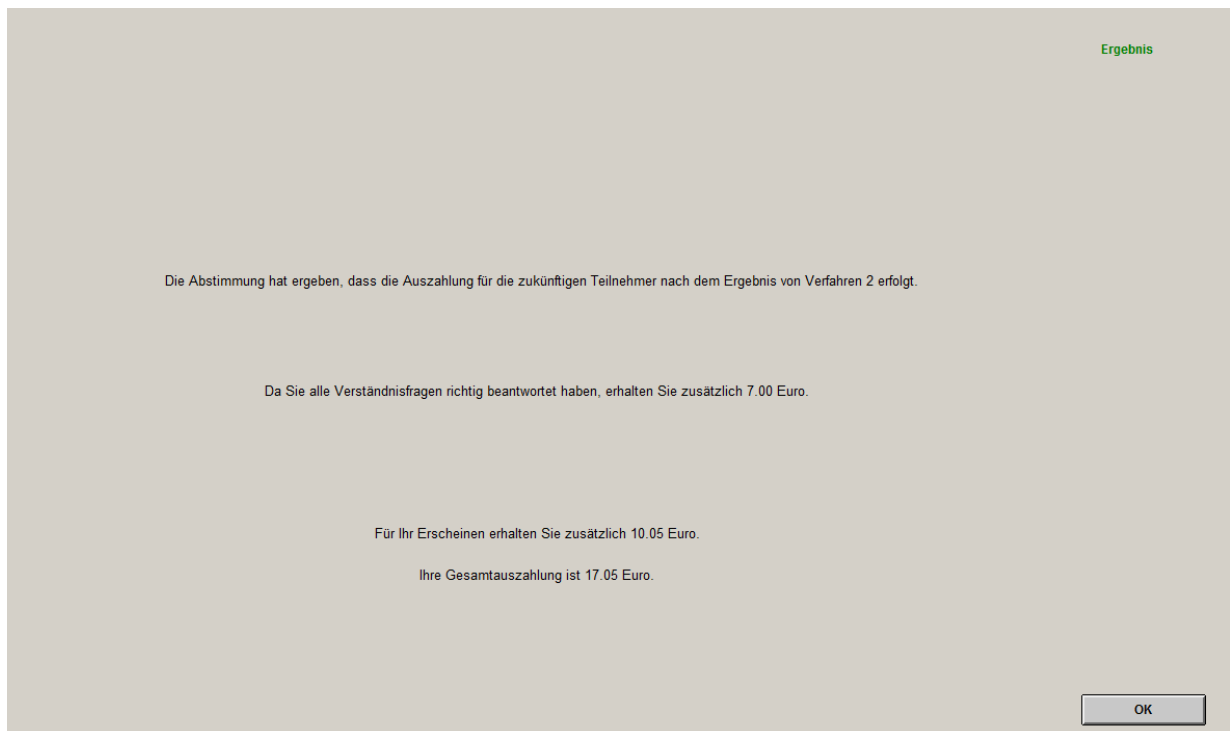 Ergebnis
Die Abstimmung hat ergeben, dass die Auszahlung für die zukünftigen Teilnehmer nach dem Ergebnis von Verfahren 2 erfolgt.
Da Sie alle Verständnisfragen richtig beantwortet haben, erhalten Sie zusätzlich 7.00 Euro.
Für Ihr Erscheinen erhalten Sie zusätzlich 10.05 Euro.
Ihre Gesamtauszahlung ist 17.05 Euro.
OK